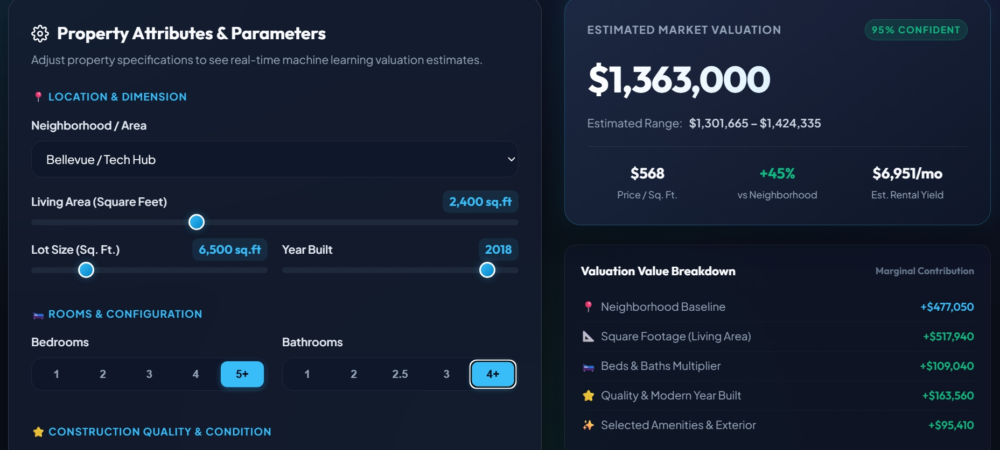 Property Attributes & Parameters
Adjust property specifications to see real-time machine learning valuation estimates.
LOCATION & DIMENSION
Neighborhood / Area
Bellevue / Tech Hub
Living Area (Square Feet)
2,400 sq.ft
Lot Size (Sq. Ft.)
6,500 sq.ft
Year Built
2018
ROOMS & CONFIGURATION
Bedrooms
1 2 3 4 5+
Bathrooms
1 2 2.5 3 4+
CONSTRUCTION QUALITY & CONDITION
ESTIMATED MARKET VALUATION
95% CONFIDENT
$1,363,000
Estimated Range: $1,301,665 – $1,424,335
$568
Price / Sq. Ft.
+45%
vs Neighborhood
$6,951/mo
Est. Rental Yield
Valuation Value Breakdown
Marginal Contribution
Neighborhood Baseline +$477,050
Square Footage (Living Area) +$517,940
Beds & Baths Multiplier +$109,040
Quality & Modern Year Built +$163,560
Selected Amenities & Exterior +$95,410